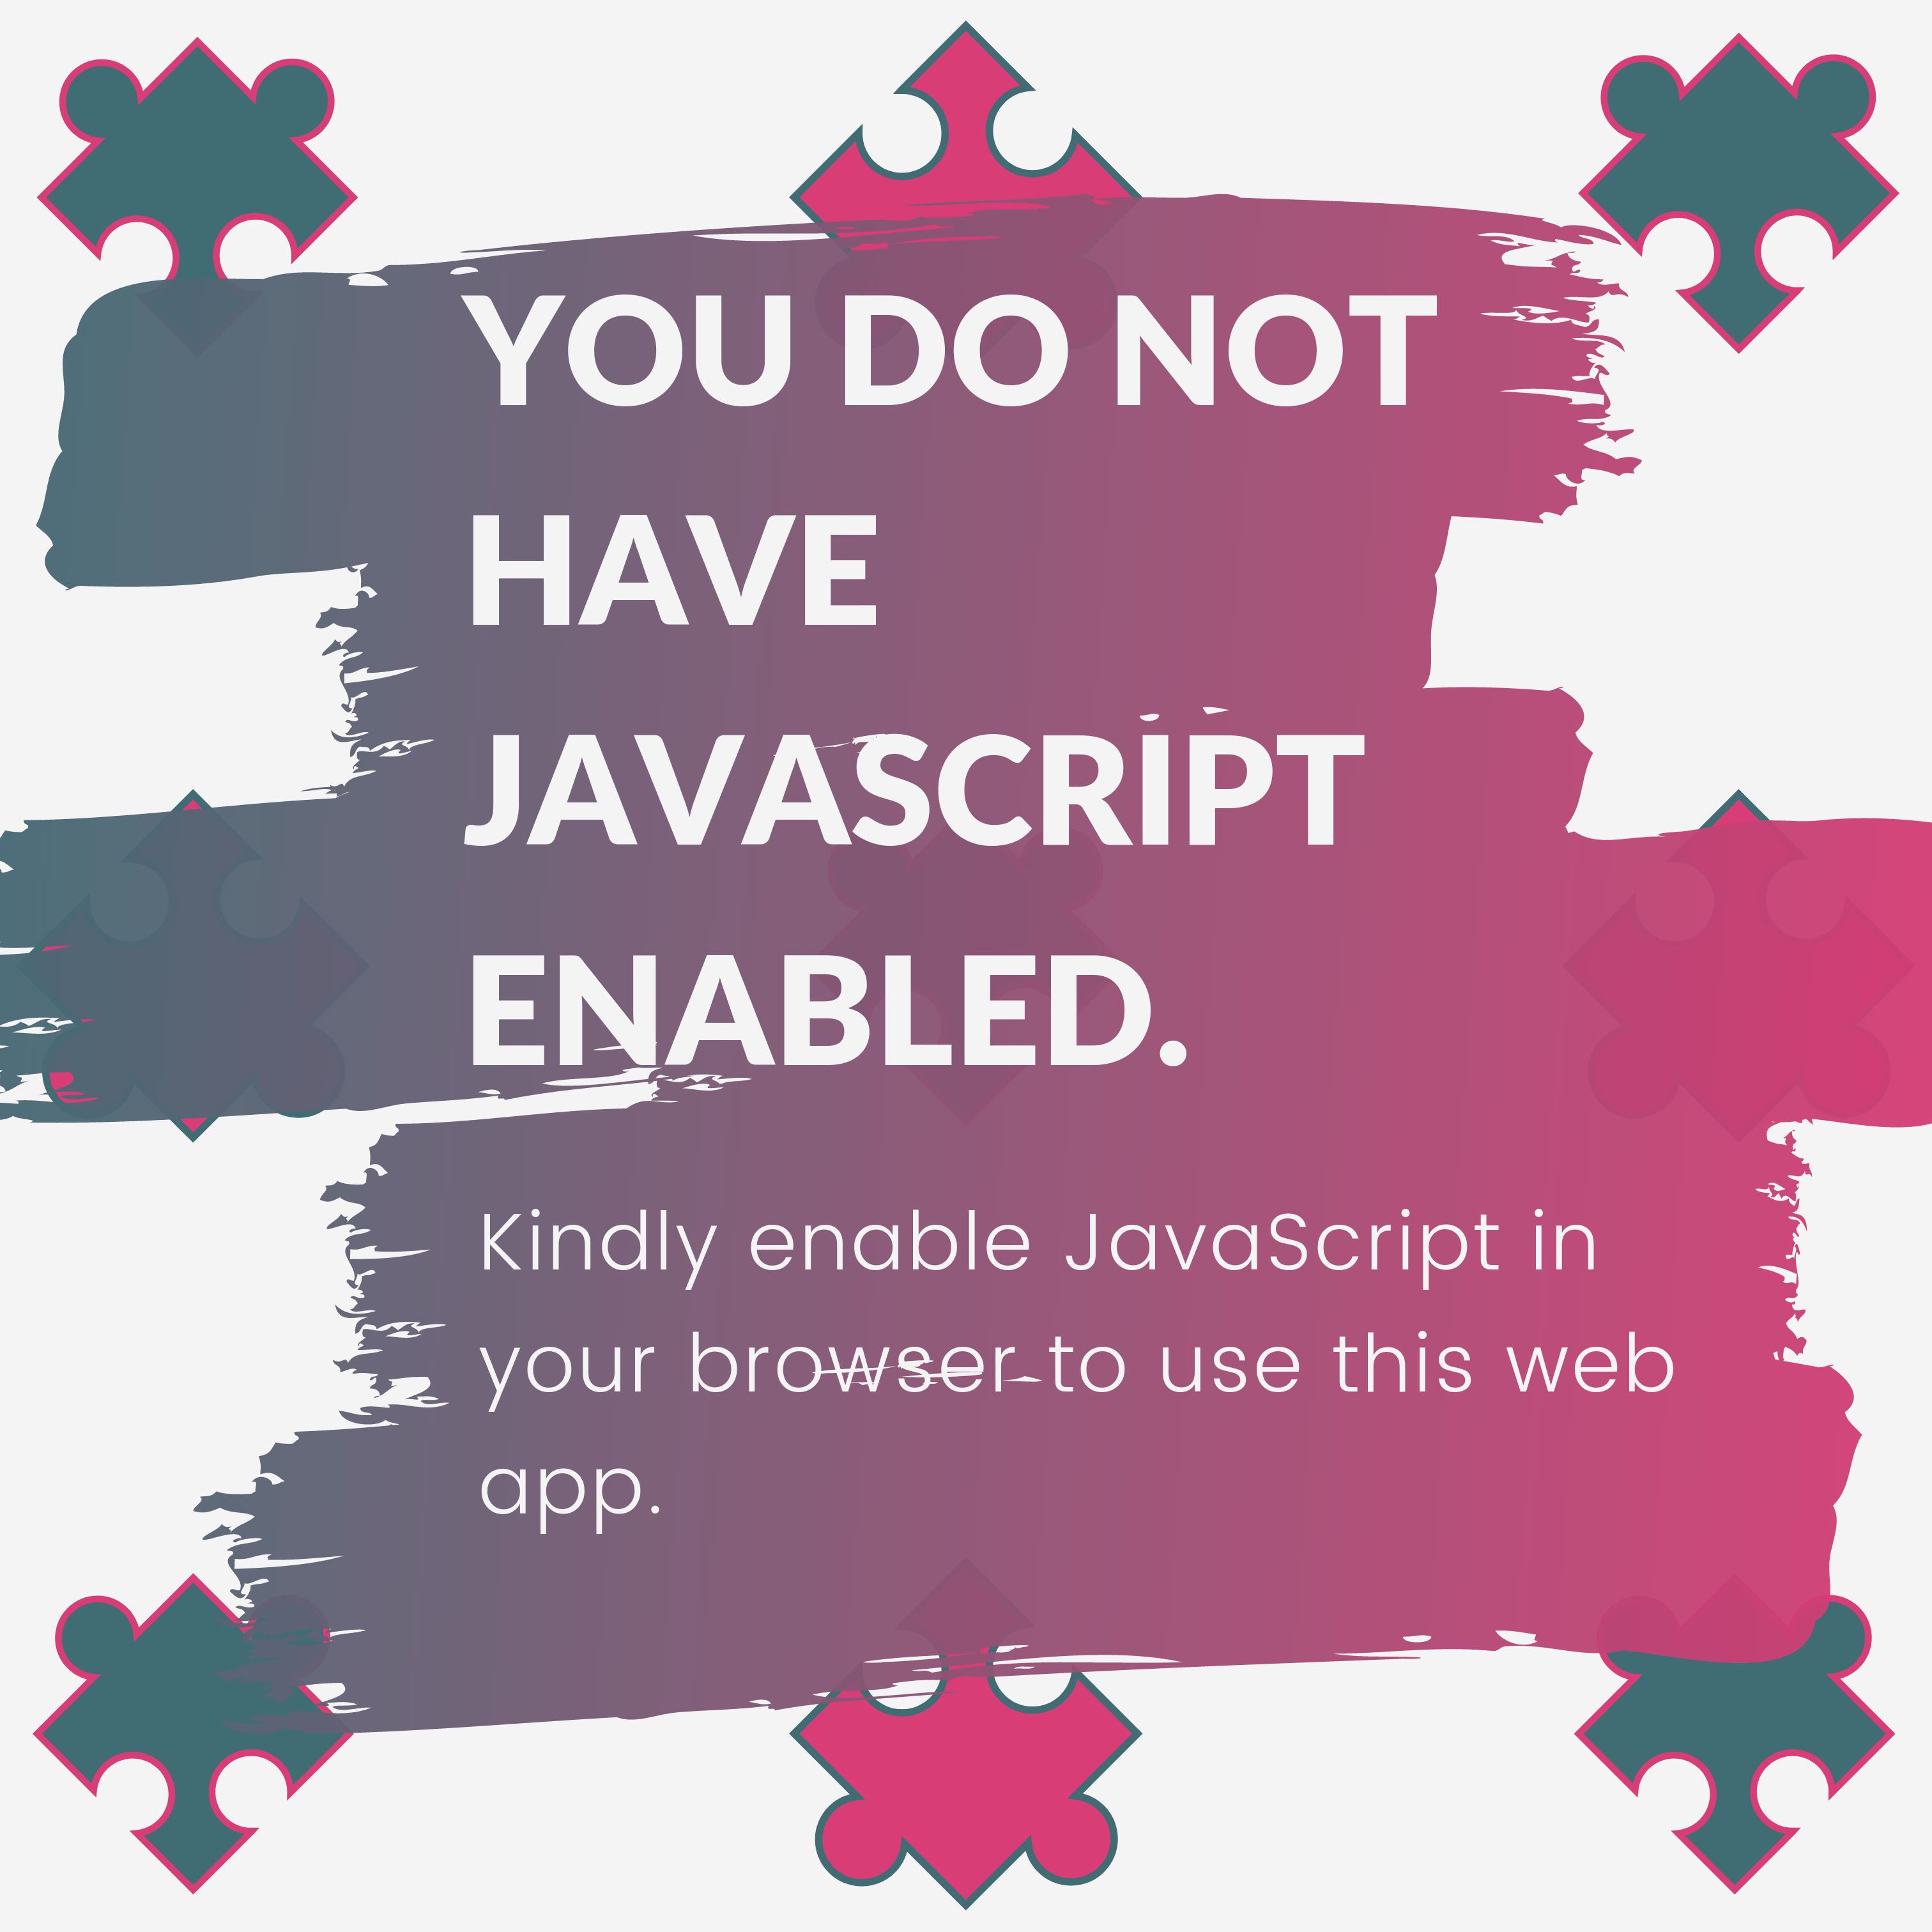 YOU DO NOT
HAVE
JAVASCRIPT
ENABLED.
Kindly enable JavaScript in
your browser to use this web
app.